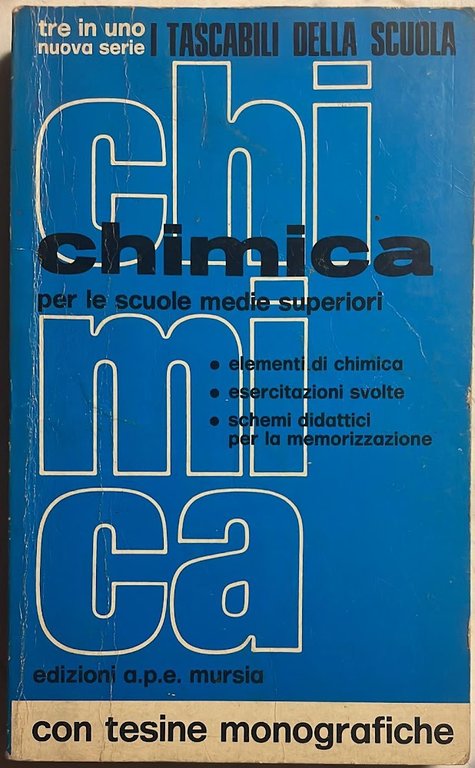 tre in uno
nuova serie
I TASCABILI DELLA SCUOLA
chi
chimica
per le scuole medie superiori
mi
• elementi di chimica
• esercitazioni svolte
• schemi didattici
per la memorizzazione
ca
edizioni a.p.e. mursia
con tesine monografiche